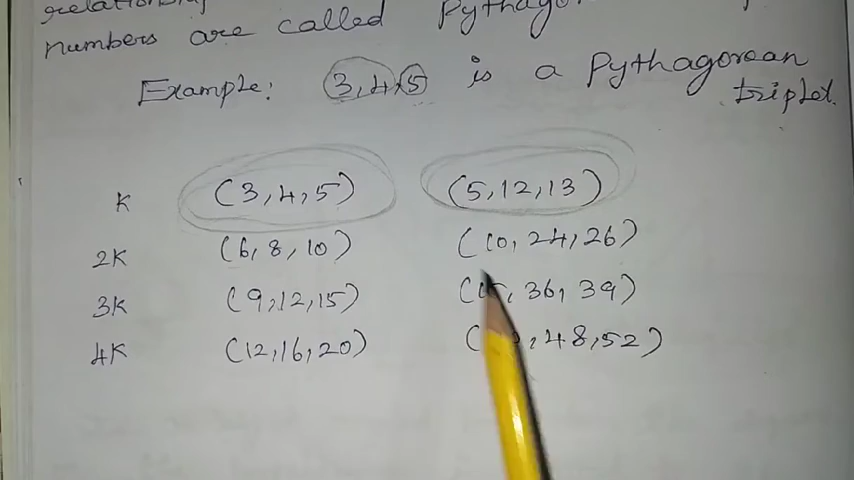 numbers are called
Example: (3,4,5) is a Pythagorean
triplet.
K (3,4,5) (5,12,13)
2K (6,8,10) (10,24,26)
3K (9,12,15) , 36, 39)
4K (12,16,20) , 48,52)